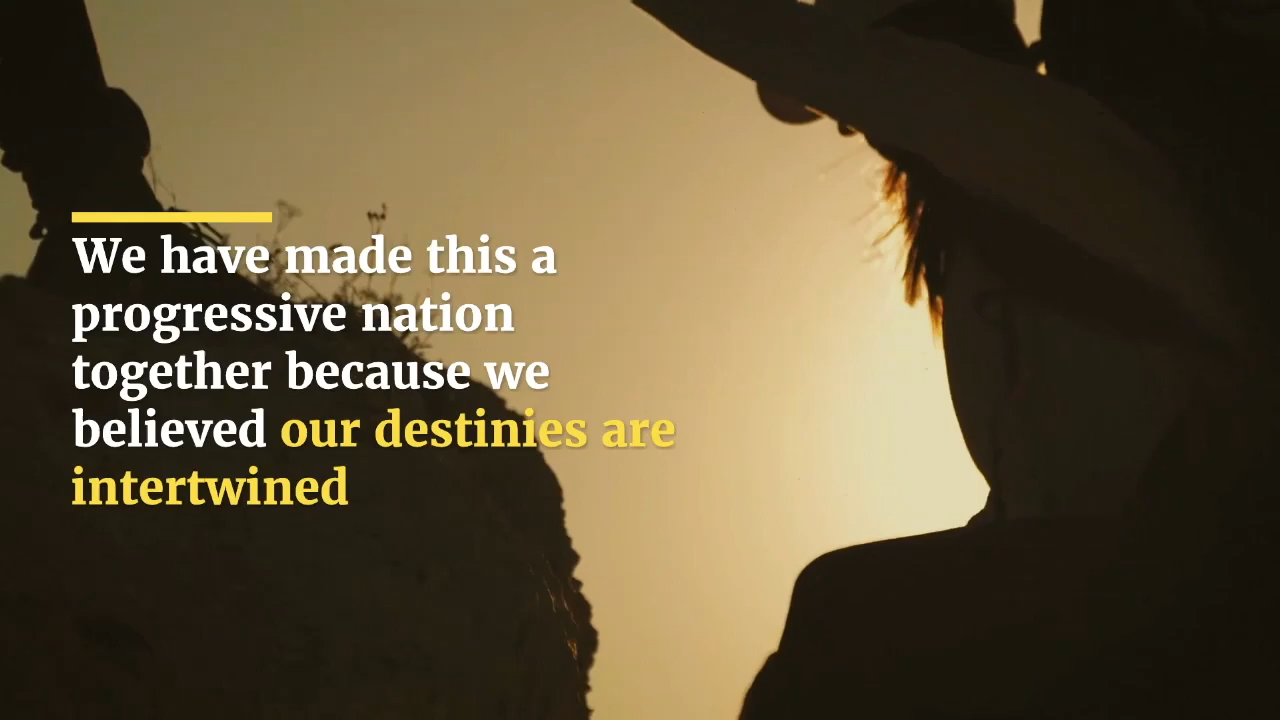 We have made this a
progressive nation
together because we
believed our destinies are
intertwined